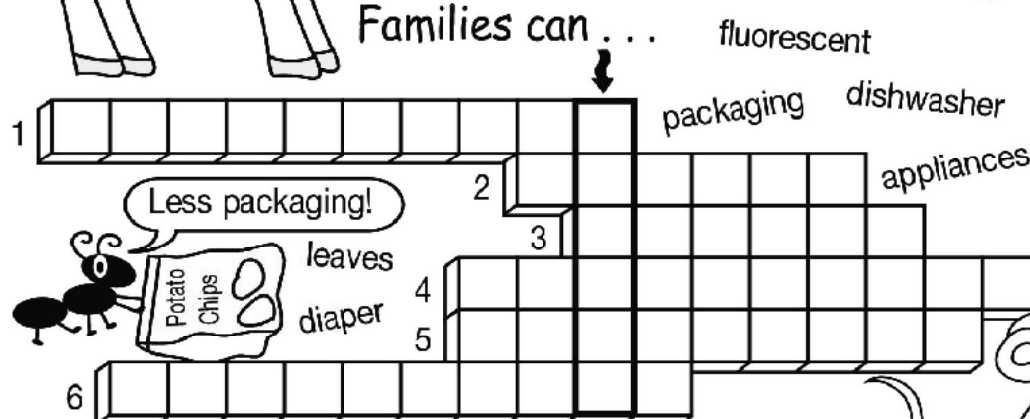 Families can . . .
fluorescent
packaging
dishwasher
appliances
1
2
3
4
5
6
Less packaging!
Potato
Chips
leaves
diaper